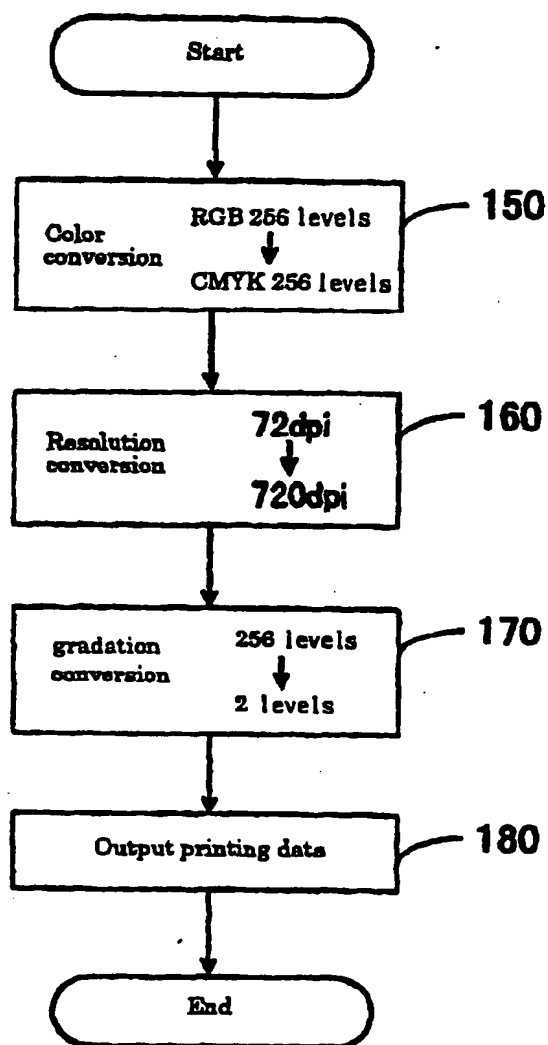 Start
Color
conversion
RGB 256 levels
CMYK 256 levels
150
Resolution
conversion
72dpi
720dpi
160
gradation
conversion
256 levels
2 levels
170
Output printing data
180
End